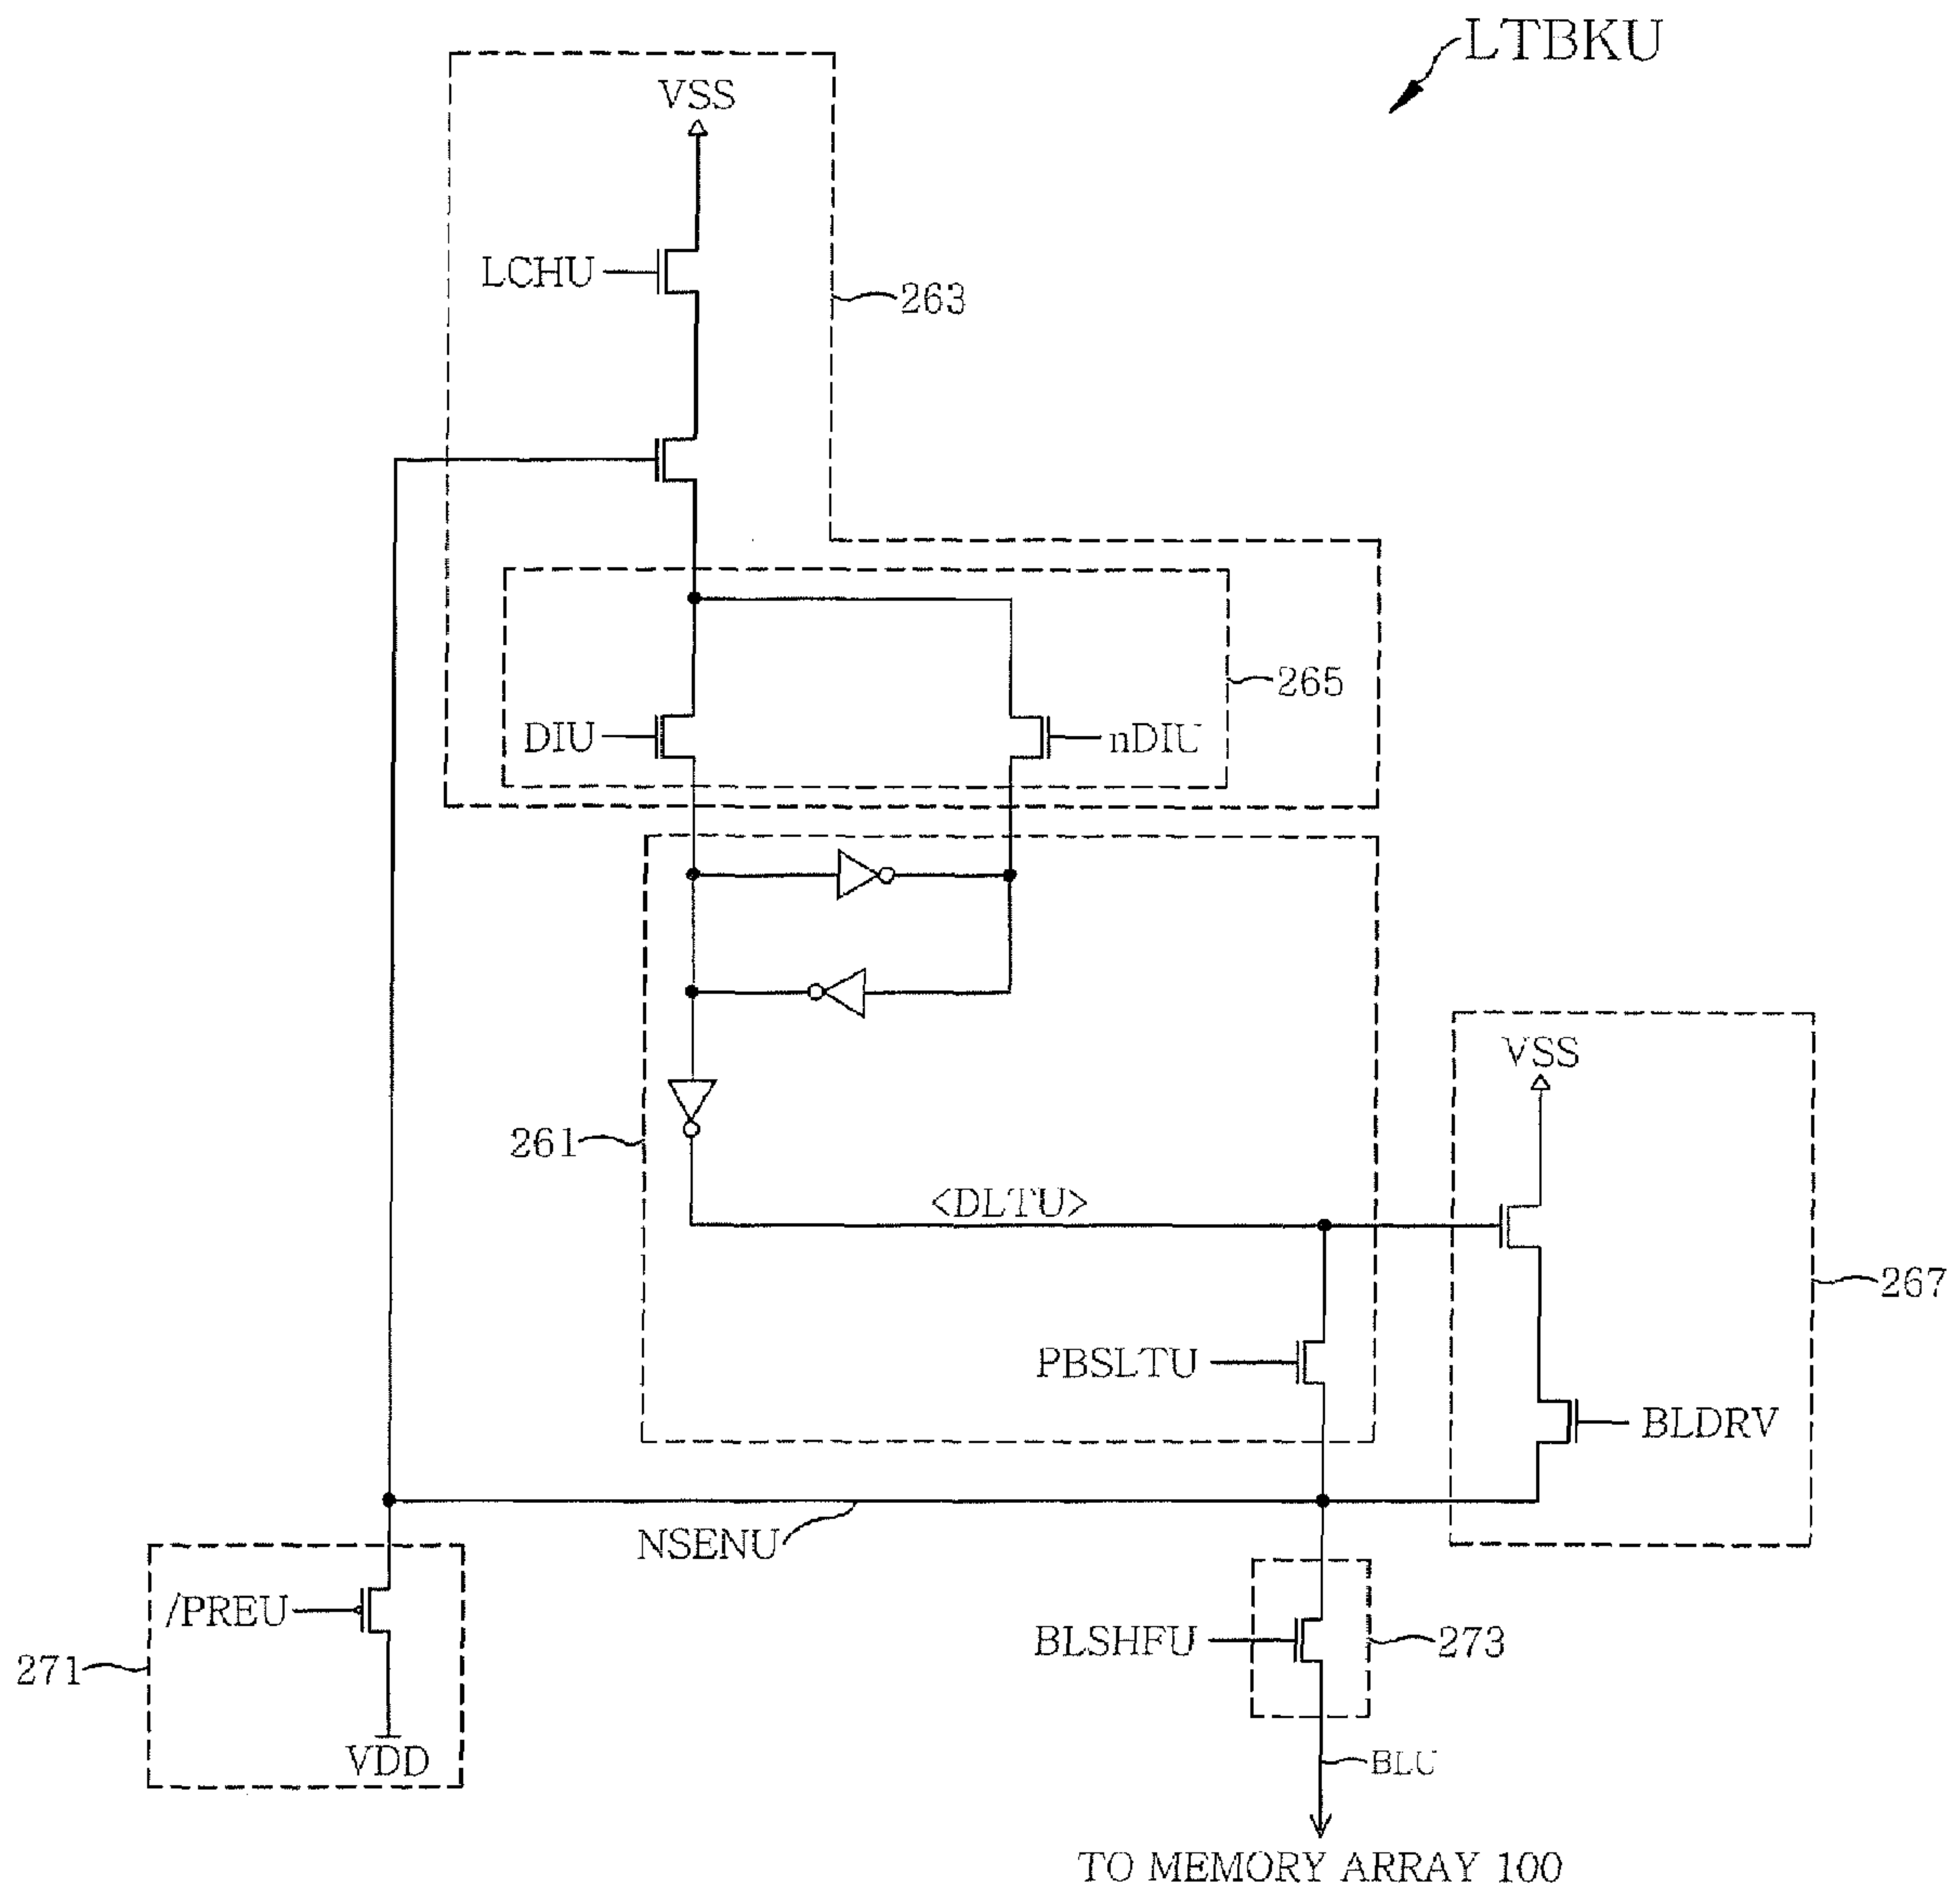 LTBKU
VSS
LCHU
263
265
DIU
nDIU
VSS
261
<DLTU>
267
PBSLTU
BLDRV
NSENU
/PREU
BLSHFU
273
271
VDD
BLU
TO MEMORY ARRAY 100